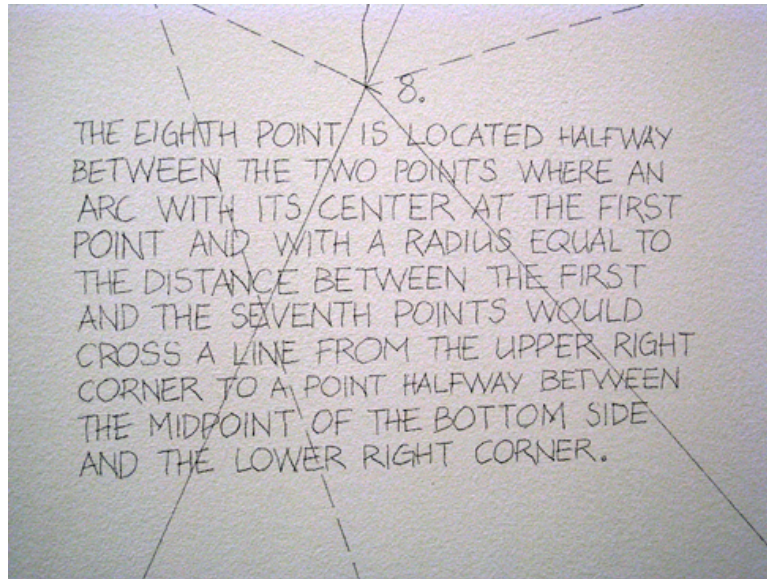 8.
THE EIGHTH POINT IS LOCATED HALFWAY
BETWEEN THE TWO POINTS WHERE AN
ARC WITH ITS CENTER AT THE FIRST
POINT AND WITH A RADIUS EQUAL TO
THE DISTANCE BETWEEN THE FIRST
AND THE SEVENTH POINTS WOULD
CROSS A LINE FROM THE UPPER RIGHT
CORNER TO A POINT HALFWAY BETWEEN
THE MIDPOINT OF THE BOTTOM SIDE
AND THE LOWER RIGHT CORNER.